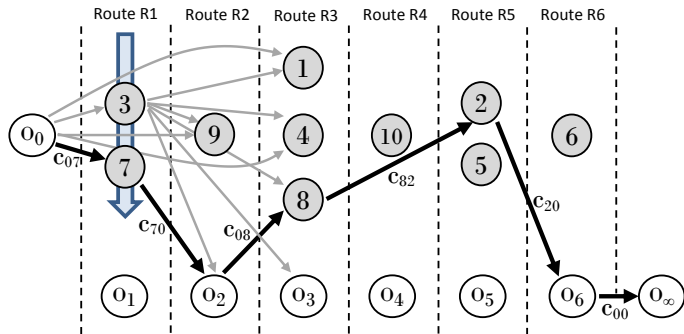 Route R1 Route R2 Route R3 Route R4 Route R5 Route R6
1
3 2
o₀ 9 4 10 6
c₀₇ 7 5
8 c₈₂
c₇₀ c₀₈ c₂₀
o₁ o₂ o₃ o₄ o₅ o₆ o∞
c₀₀